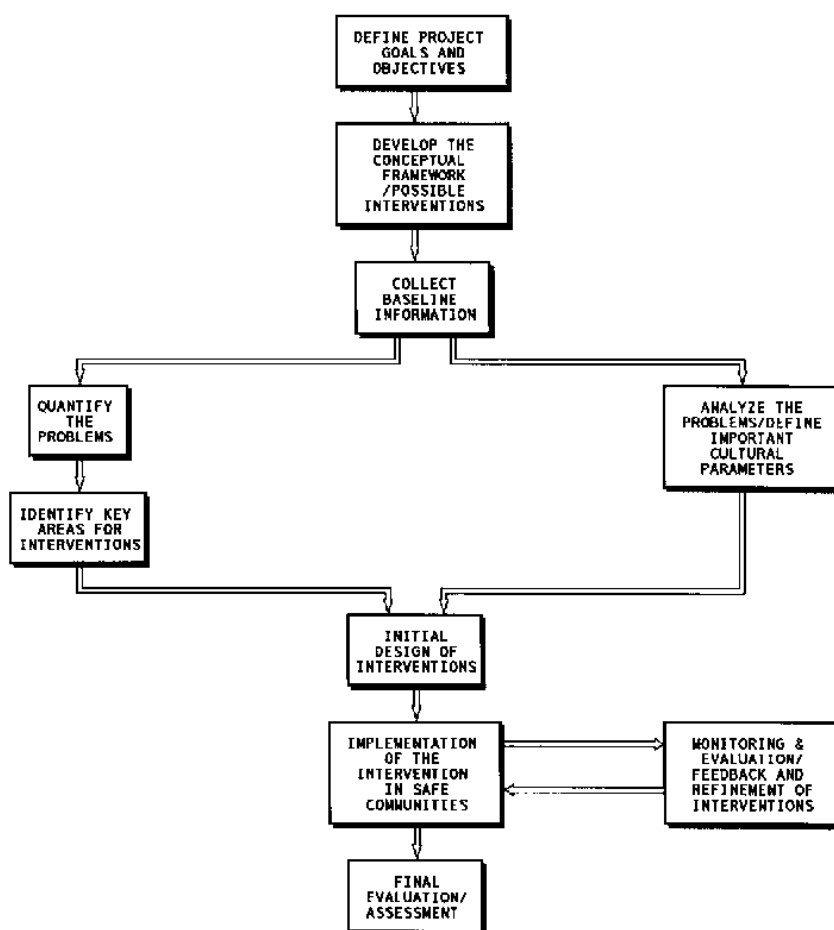 DEFINE PROJECT
GOALS AND
OBJECTIVES
DEVELOP THE
CONCEPTUAL
FRAMEWORK
/POSSIBLE
INTERVENTIONS
COLLECT
BASELINE
INFORMATION
QUANTIFY
THE
PROBLEMS
ANALYZE THE
PROBLEMS/DEFINE
IMPORTANT
CULTURAL
PARAMETERS
IDENTIFY KEY
AREAS FOR
INTERVENTIONS
INITIAL
DESIGN OF
INTERVENTIONS
IMPLEMENTATION
OF THE
INTERVENTION
IN SAFE
COMMUNITIES
MONITORING &
EVALUATION/
FEEDBACK AND
REFINEMENT OF
INTERVENTIONS
FINAL
EVALUATION/
ASSESSMENT